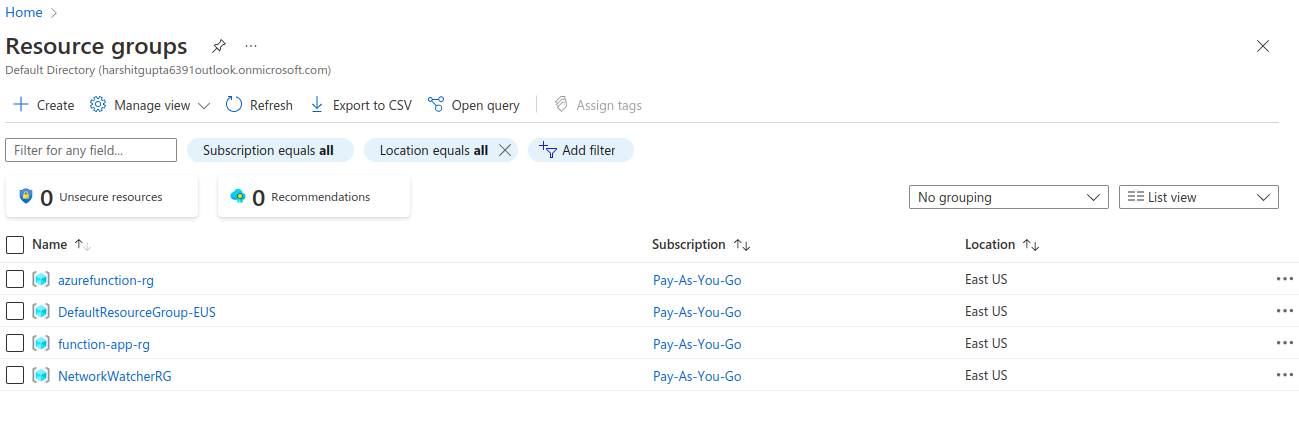 Home
Resource groups
Default Directory (harshitgupta6391outlook.onmicrosoft.com)
Create Manage view Refresh Export to CSV Open query Assign tags
Filter for any field... Subscription equals all Location equals all Add filter
0 Unsecure resources 0 Recommendations No grouping List view
Name Subscription Location
azurefunction-rg Pay-As-You-Go East US
DefaultResourceGroup-EUS Pay-As-You-Go East US
function-app-rg Pay-As-You-Go East US
NetworkWatcherRG Pay-As-You-Go East US